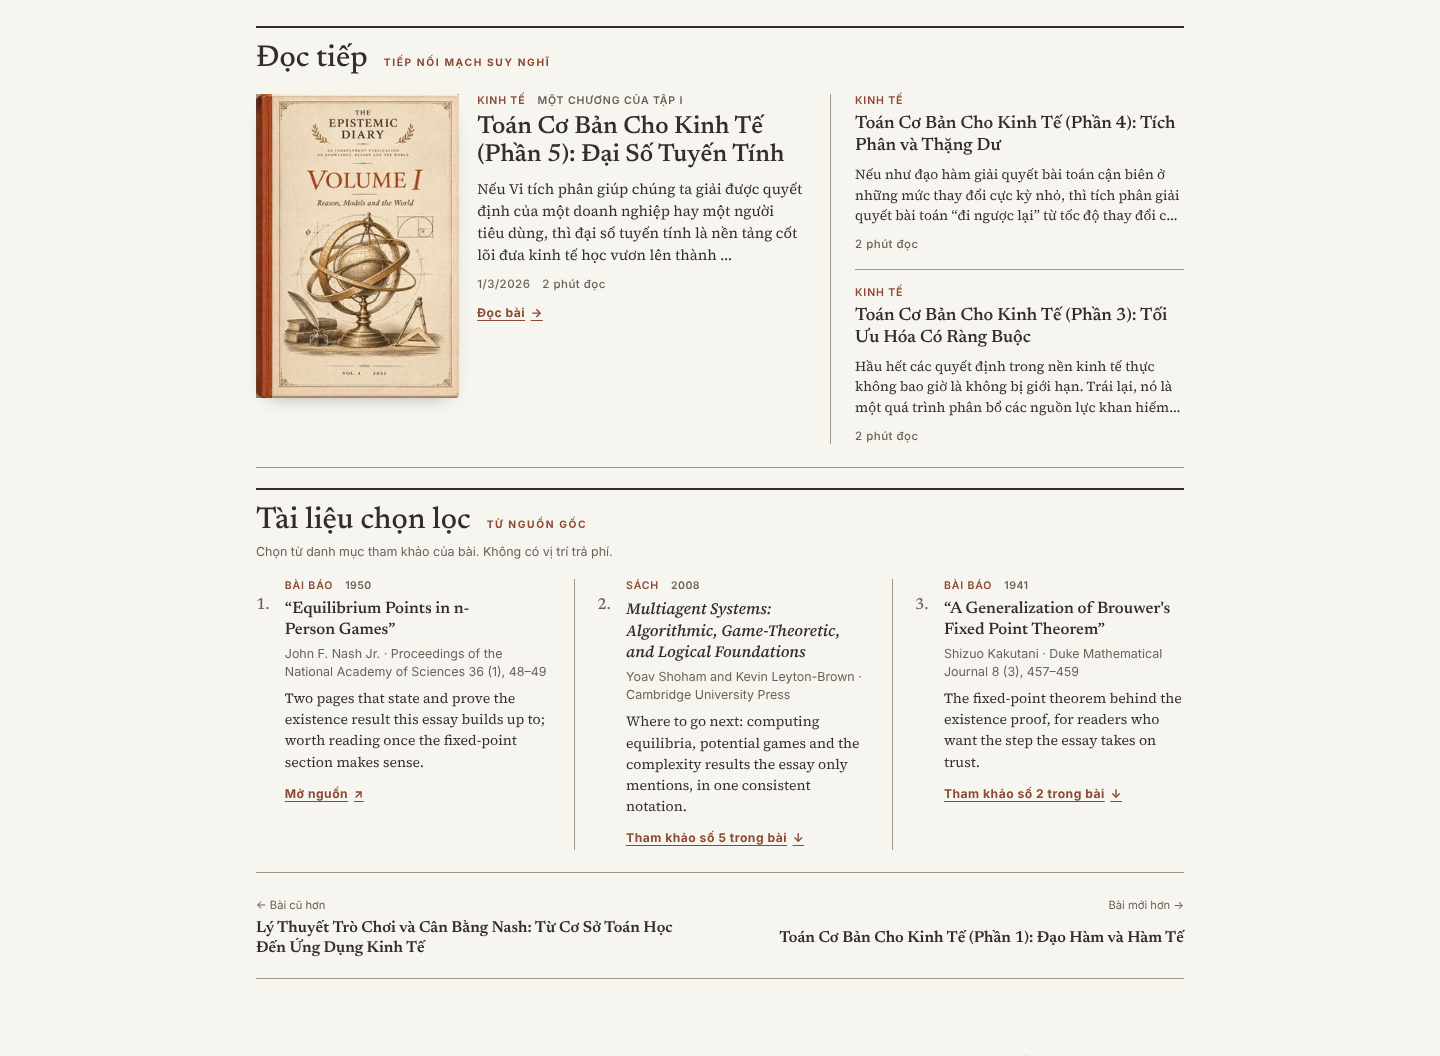 Đọc tiếp TIẾP NỐI MẠCH SUY NGHĨ
THE
EPISTEMIC
DIARY
AN INDEPENDENT PUBLICATION
ON KNOWLEDGE, BELIEF AND THE WORLD
VOLUME I
Reason, Models and the World
VOL. I · 2025
KINH TẾ MỘT CHƯƠNG CỦA TẬP I
Toán Cơ Bản Cho Kinh Tế
(Phần 5): Đại Số Tuyến Tính
Nếu Vi tích phân giúp chúng ta giải được quyết
định của một doanh nghiệp hay một người
tiêu dùng, thì đại số tuyến tính là nền tảng cốt
lõi đưa kinh tế học vươn lên thành ...
1/3/2026 2 phút đọc
Đọc bài →
KINH TẾ
Toán Cơ Bản Cho Kinh Tế (Phần 4): Tích
Phân và Thặng Dư
Nếu như đạo hàm giải quyết bài toán cận biên ở
những mức thay đổi cực kỳ nhỏ, thì tích phân giải
quyết bài toán “đi ngược lại” từ tốc độ thay đổi c...
2 phút đọc
KINH TẾ
Toán Cơ Bản Cho Kinh Tế (Phần 3): Tối
Ưu Hóa Có Ràng Buộc
Hầu hết các quyết định trong nền kinh tế thực
không bao giờ là không bị giới hạn. Trái lại, nó là
một quá trình phân bổ các nguồn lực khan hiếm...
2 phút đọc
Tài liệu chọn lọc TỪ NGUỒN GỐC
Chọn từ danh mục tham khảo của bài. Không có vị trí trả phí.
1.
BÀI BÁO 1950
“Equilibrium Points in n-
Person Games”
John F. Nash Jr. · Proceedings of the
National Academy of Sciences 36 (1), 48–49
Two pages that state and prove the
existence result this essay builds up to;
worth reading once the fixed-point
section makes sense.
Mở nguồn ↗
2.
SÁCH 2008
Multiagent Systems:
Algorithmic, Game-Theoretic,
and Logical Foundations
Yoav Shoham and Kevin Leyton-Brown ·
Cambridge University Press
Where to go next: computing
equilibria, potential games and the
complexity results the essay only
mentions, in one consistent
notation.
Tham khảo số 5 trong bài ↓
3.
BÀI BÁO 1941
“A Generalization of Brouwer's
Fixed Point Theorem”
Shizuo Kakutani · Duke Mathematical
Journal 8 (3), 457–459
The fixed-point theorem behind the
existence proof, for readers who
want the step the essay takes on
trust.
Tham khảo số 2 trong bài ↓
← Bài cũ hơn
Lý Thuyết Trò Chơi và Cân Bằng Nash: Từ Cơ Sở Toán Học
Đến Ứng Dụng Kinh Tế
Bài mới hơn →
Toán Cơ Bản Cho Kinh Tế (Phần 1): Đạo Hàm và Hàm Tế